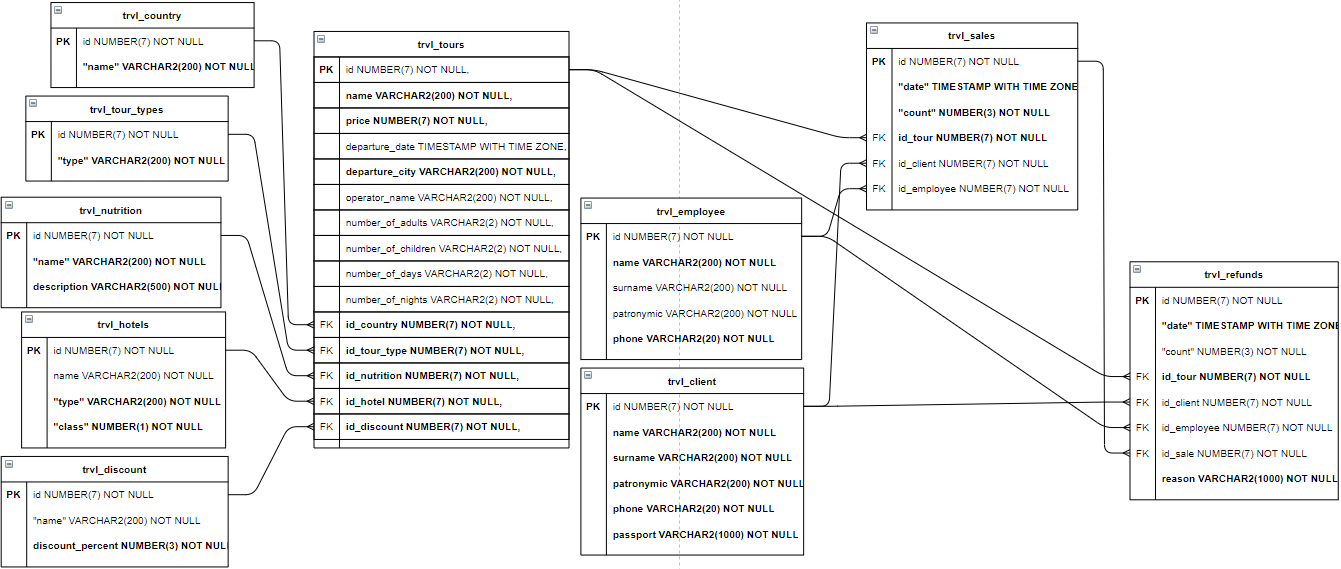 trvl_country
PK id NUMBER(7) NOT NULL
"name" VARCHAR2(200) NOT NULL
trvl_tour_types
PK id NUMBER(7) NOT NULL
"type" VARCHAR2(200) NOT NULL
trvl_nutrition
PK id NUMBER(7) NOT NULL
"name" VARCHAR2(200) NOT NULL
description VARCHAR2(500) NOT NULL
trvl_hotels
PK id NUMBER(7) NOT NULL
name VARCHAR2(200) NOT NULL
"type" VARCHAR2(200) NOT NULL
"class" NUMBER(1) NOT NULL
trvl_discount
PK id NUMBER(7) NOT NULL
"name" VARCHAR2(200) NOT NULL
discount_percent NUMBER(3) NOT NULL
trvl_tours
PK id NUMBER(7) NOT NULL,
name VARCHAR2(200) NOT NULL,
price NUMBER(7) NOT NULL,
departure_date TIMESTAMP WITH TIME ZONE,
departure_city VARCHAR2(200) NOT NULL,
operator_name VARCHAR2(200) NOT NULL,
number_of_adults VARCHAR2(2) NOT NULL,
number_of_children VARCHAR2(2) NOT NULL,
number_of_days VARCHAR2(2) NOT NULL,
number_of_nights VARCHAR2(2) NOT NULL,
FK id_country NUMBER(7) NOT NULL,
FK id_tour_type NUMBER(7) NOT NULL,
FK id_nutrition NUMBER(7) NOT NULL,
FK id_hotel NUMBER(7) NOT NULL,
FK id_discount NUMBER(7) NOT NULL,
trvl_employee
PK id NUMBER(7) NOT NULL
name VARCHAR2(200) NOT NULL
surname VARCHAR2(200) NOT NULL
patronymic VARCHAR2(200) NOT NULL
phone VARCHAR2(20) NOT NULL
trvl_client
PK id NUMBER(7) NOT NULL
name VARCHAR2(200) NOT NULL
surname VARCHAR2(200) NOT NULL
patronymic VARCHAR2(200) NOT NULL
phone VARCHAR2(20) NOT NULL
passport VARCHAR2(1000) NOT NULL
trvl_sales
PK id NUMBER(7) NOT NULL
"date" TIMESTAMP WITH TIME ZONE
"count" NUMBER(3) NOT NULL
FK id_tour NUMBER(7) NOT NULL
FK id_client NUMBER(7) NOT NULL
FK id_employee NUMBER(7) NOT NULL
trvl_refunds
PK id NUMBER(7) NOT NULL
"date" TIMESTAMP WITH TIME ZONE
"count" NUMBER(3) NOT NULL
FK id_tour NUMBER(7) NOT NULL
FK id_client NUMBER(7) NOT NULL
FK id_employee NUMBER(7) NOT NULL
FK id_sale NUMBER(7) NOT NULL
reason VARCHAR2(1000) NOT NULL